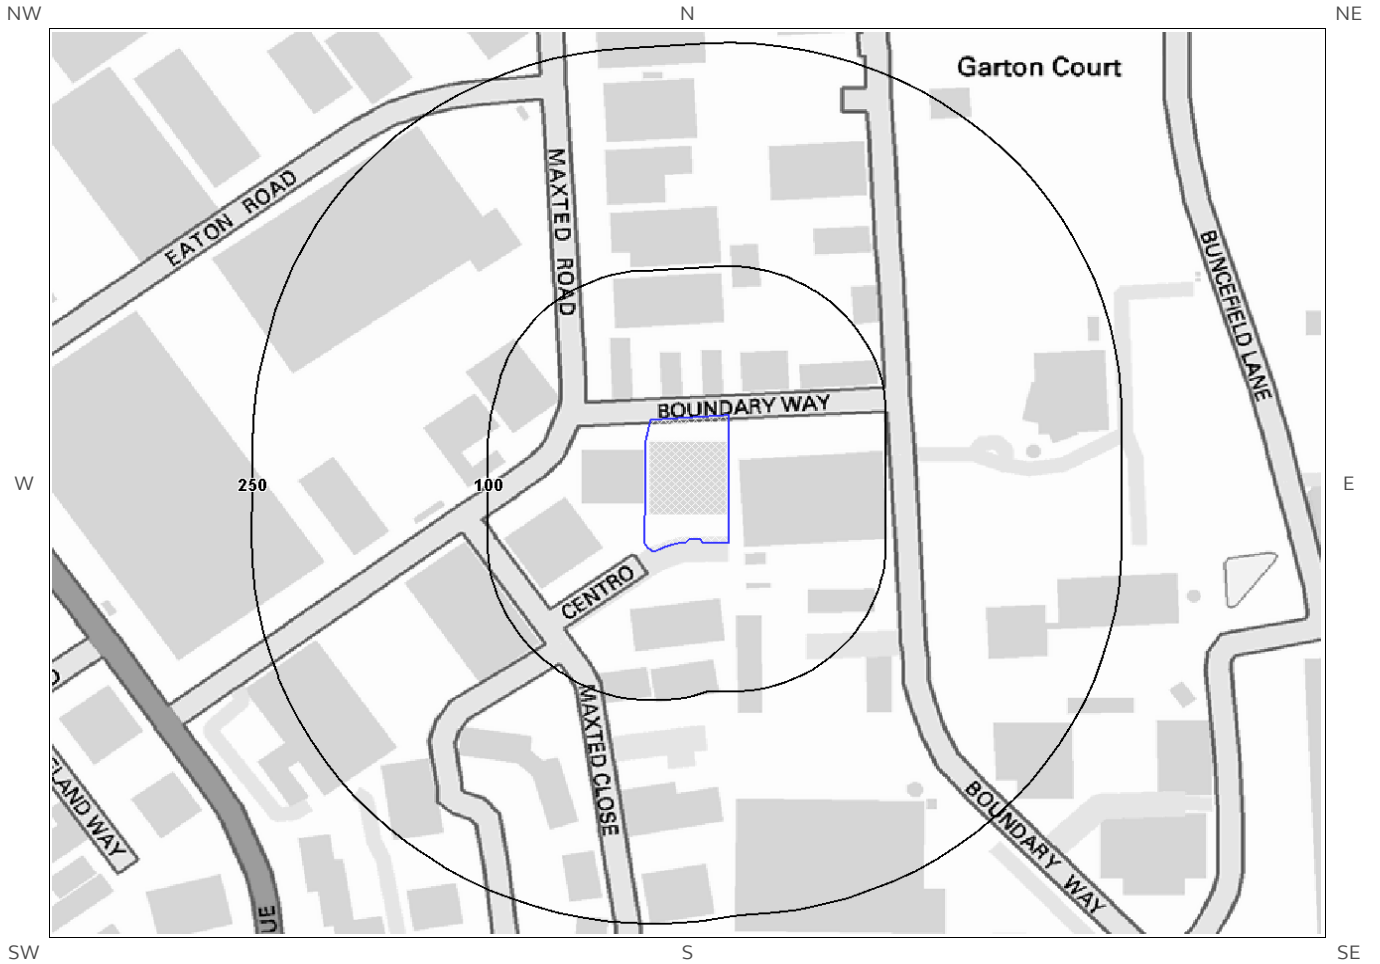 NW
N
NE
Garton Court
MAXTED ROAD
EATON ROAD
BUNCEFIELD LANE
BOUNDARY WAY
W
250
100
E
CENTRO
MAXTED CLOSE
BOUNDARY WAY
SW
S
SE